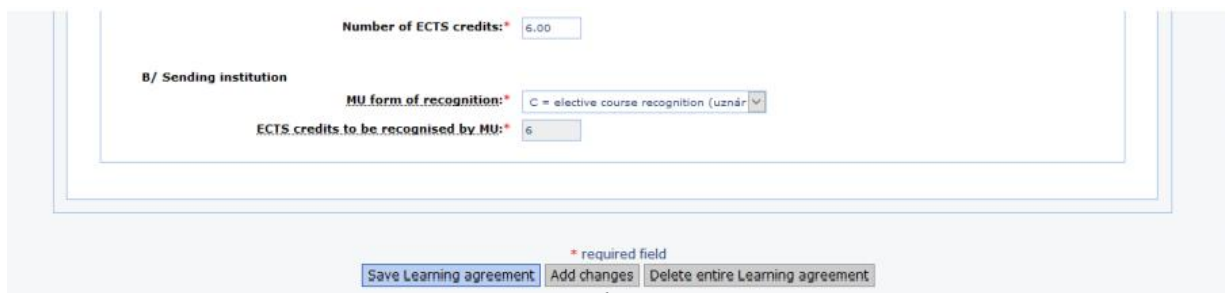 Number of ECTS credits:* 6.00
B/ Sending institution
MU form of recognition:* C = elective course recognition (uznár
ECTS credits to be recognised by MU:* 6
* required field
Save Learning agreement Add changes Delete entire Learning agreement